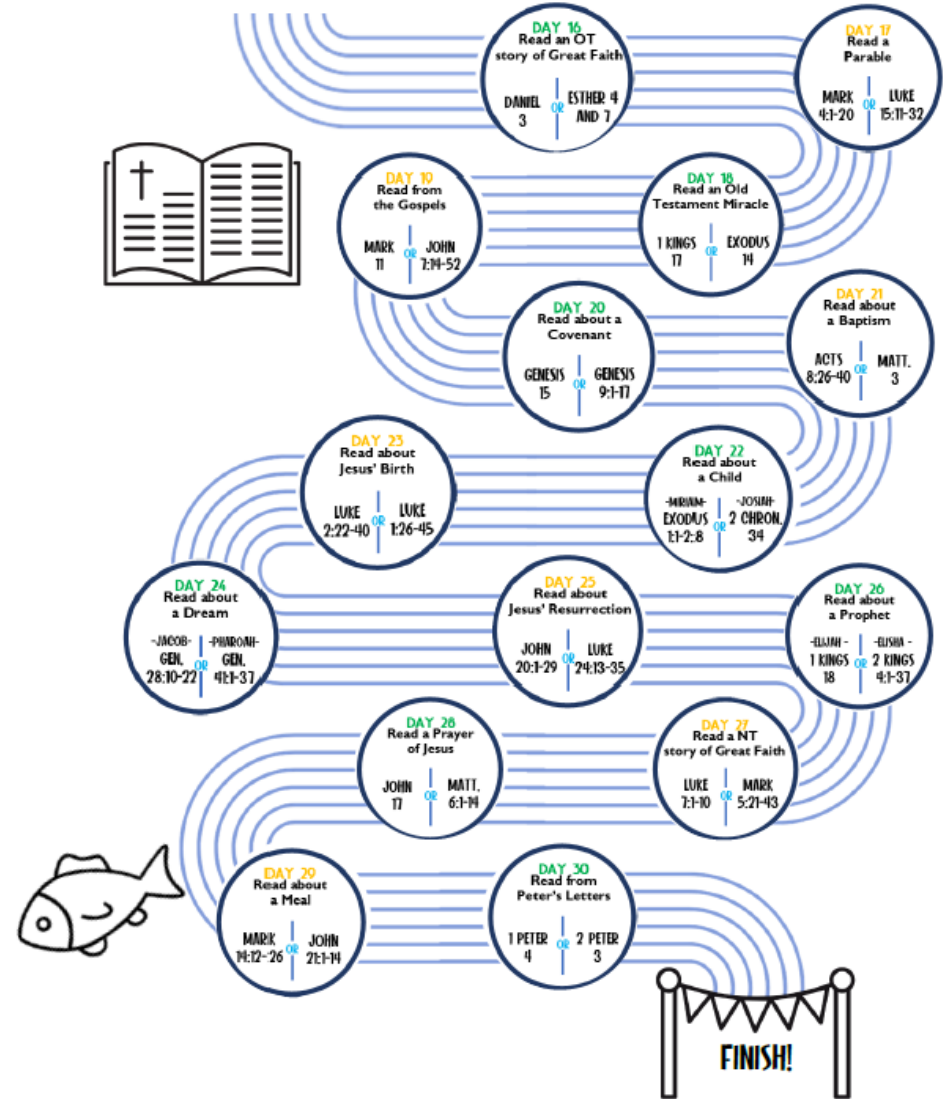 DAY 16
Read an OT
story of Great Faith
DANIEL
3
OR
ESTHER 4
AND 7
DAY 17
Read a
Parable
MARK
4:1-20
OR
LUKE
15:11-32
DAY 18
Read an Old
Testament Miracle
1 KINGS
17
OR
EXODUS
14
DAY 19
Read from
the Gospels
MARK
11
OR
JOHN
7:14-52
DAY 20
Read about a
Covenant
GENESIS
15
OR
GENESIS
9:1-17
DAY 21
Read about
a Baptism
ACTS
8:26-40
OR
MATT.
3
DAY 22
Read about
a Child
-MIRIAM-
EXODUS
1:1-2:8
OR
-JOSIAH-
2 CHRON.
34
DAY 23
Read about
Jesus' Birth
LUKE
2:22-40
OR
LUKE
1:26-45
DAY 24
Read about
a Dream
-JACOB-
GEN.
28:10-22
OR
-PHAROAH-
GEN.
41:1-37
DAY 25
Read about
Jesus' Resurrection
JOHN
20:1-29
OR
LUKE
24:13-35
DAY 26
Read about
a Prophet
-ELIJAH-
1 KINGS
18
OR
-ELISHA-
2 KINGS
4:1-37
DAY 27
Read a NT
story of Great Faith
LUKE
7:1-10
OR
MARK
5:21-43
DAY 28
Read a Prayer
of Jesus
JOHN
17
OR
MATT.
6:1-14
DAY 29
Read about
a Meal
MARK
14:12-26
OR
JOHN
21:1-14
DAY 30
Read from
Peter's Letters
1 PETER
4
OR
2 PETER
3
FINISH!